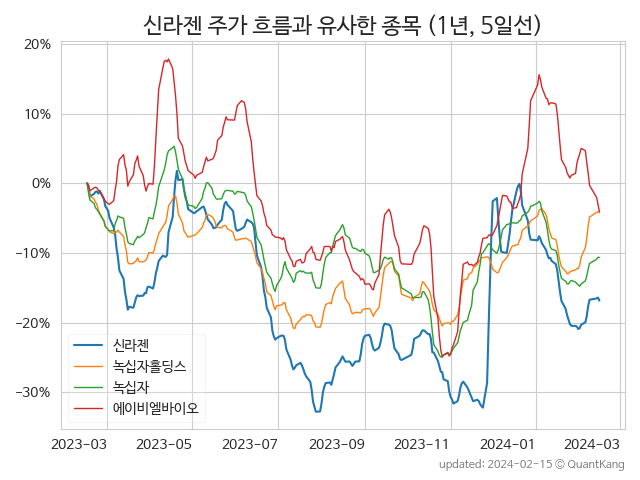 신라젠 주가 흐름과 유사한 종목 (1년, 5일선)
20%
10%
0%
−10%
−20%
−30%
신라젠
녹십자홀딩스
녹십자
에이비엘바이오
2023-03 2023-05 2023-07 2023-09 2023-11 2024-01 2024-03
updated: 2024-02-15 © QuantKang